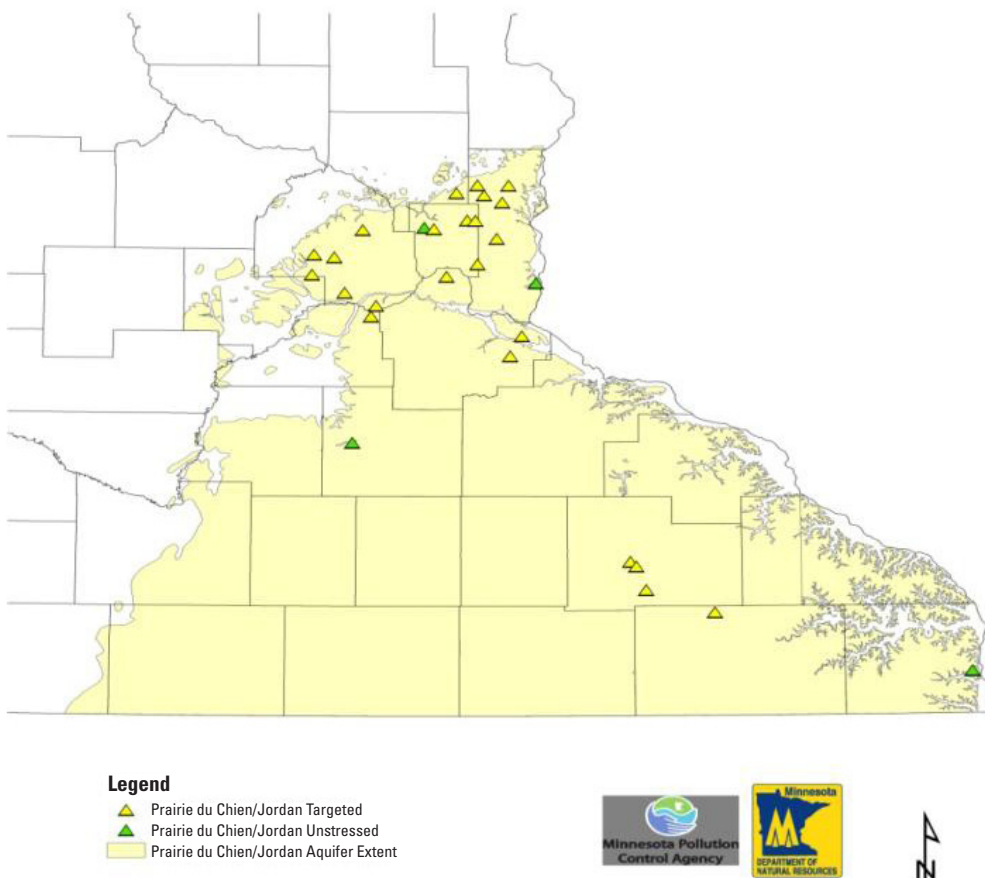 Legend
Prairie du Chien/Jordan Targeted
Prairie du Chien/Jordan Unstressed
Prairie du Chien/Jordan Aquifer Extent
Minnesota Pollution
Control Agency
Minnesota
DEPARTMENT OF
NATURAL RESOURCES
N